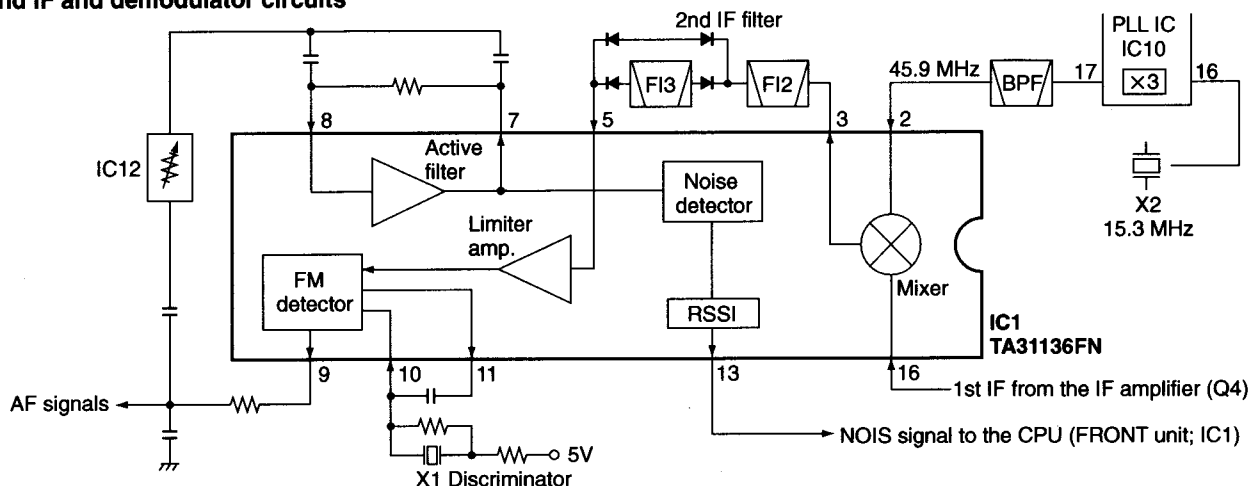 nd IF and demodulator circuits
2nd IF filter
PLL IC
IC10
X3
45.9 MHz
BPF
17
16
FI3
FI2
8
7
5
3
2
IC12
Active
filter
Noise
detector
X2
15.3 MHz
Limiter
amp.
FM
detector
Mixer
RSSI
IC1
TA31136FN
9
10
11
13
16
1st IF from the IF amplifier (Q4)
AF signals
NOIS signal to the CPU (FRONT unit; IC1)
5V
X1 Discriminator